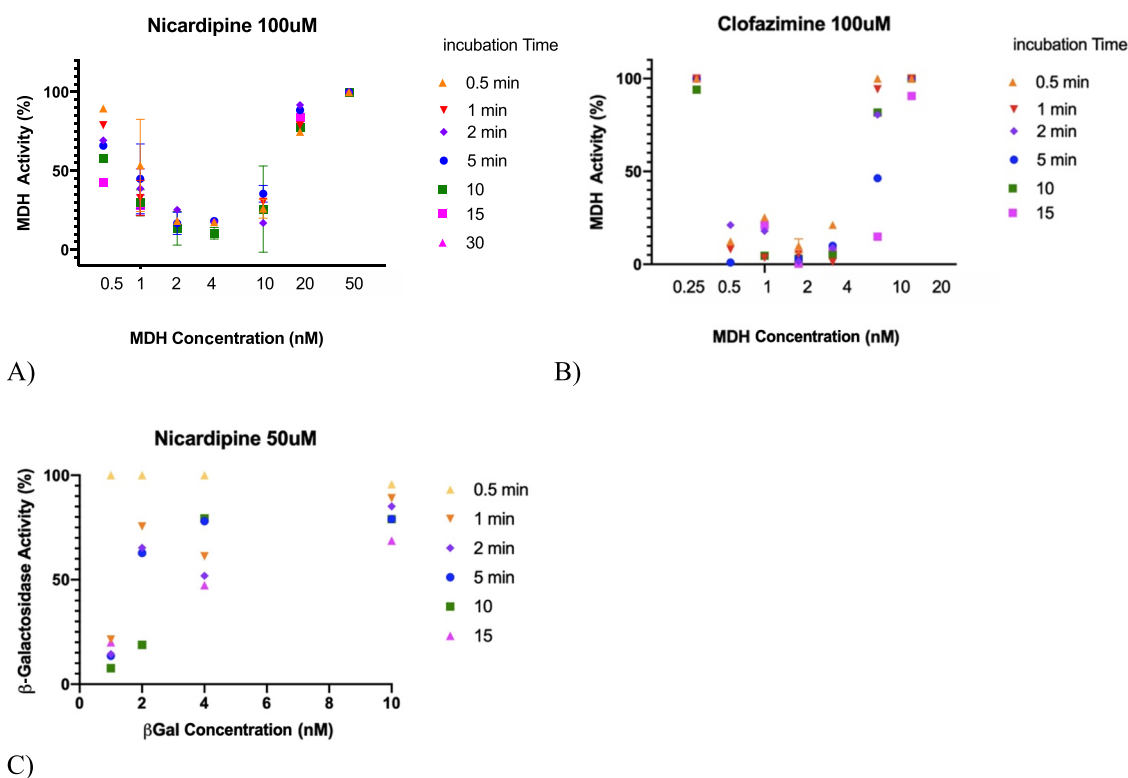 Nicardipine 100uM
MDH Activity (%)
100
50
0
0.5 1 2 4 10 20 50
MDH Concentration (nM)
incubation Time
0.5 min
1 min
2 min
5 min
10
15
30
A)
Clofazimine 100uM
MDH Activity (%)
100
50
0
0.25 0.5 1 2 4 10 20
MDH Concentration (nM)
incubation Time
0.5 min
1 min
2 min
5 min
10
15
B)
Nicardipine 50uM
β-Galactosidase Activity (%)
100
50
0
0 2 4 6 8 10
βGal Concentration (nM)
0.5 min
1 min
2 min
5 min
10
15
C)